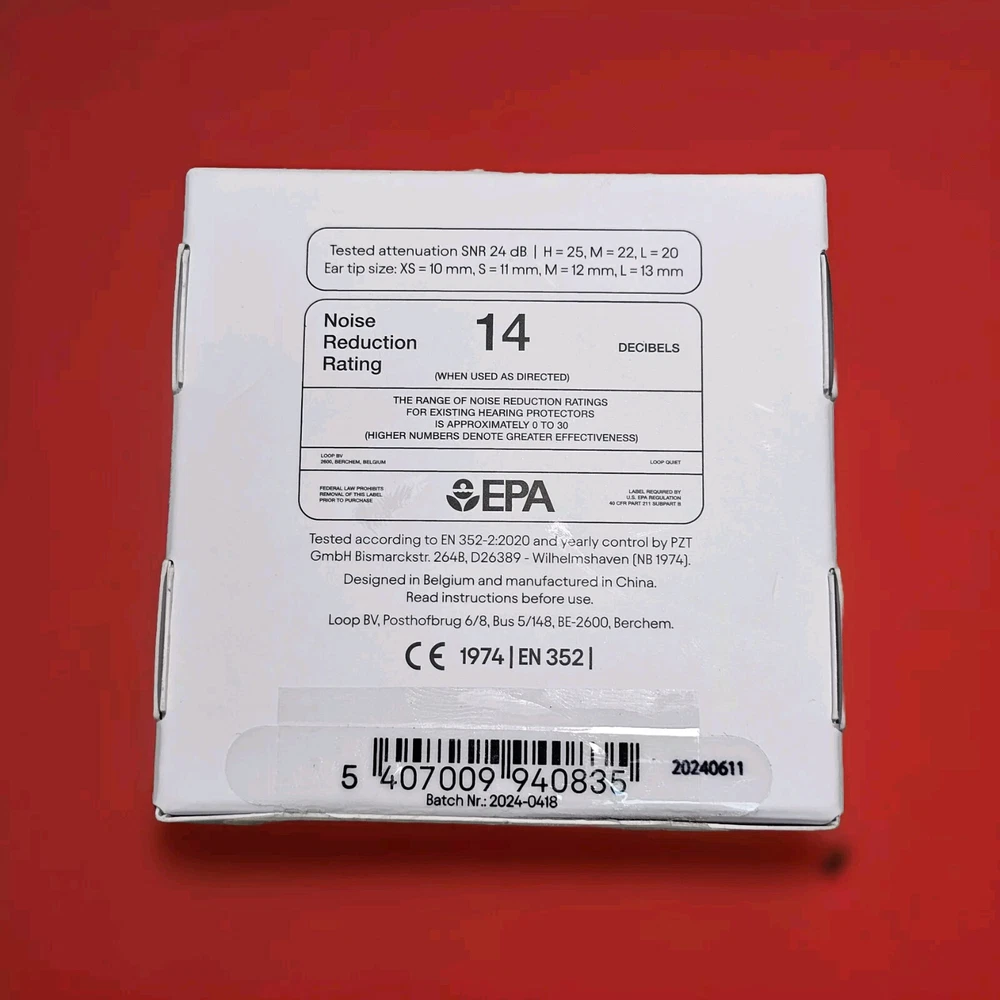 Tested attenuation SNR 24 dB | H = 25, M = 22, L = 20
Ear tip size: XS = 10 mm, S = 11 mm, M = 12 mm, L = 13 mm
Noise
Reduction
Rating
14
DECIBELS
(WHEN USED AS DIRECTED)
THE RANGE OF NOISE REDUCTION RATINGS
FOR EXISTING HEARING PROTECTORS
IS APPROXIMATELY 0 TO 30
(HIGHER NUMBERS DENOTE GREATER EFFECTIVENESS)
LOOP BV
2600, BERCHEM, BELGIUM
LOOP QUIET
FEDERAL LAW PROHIBITS
REMOVAL OF THIS LABEL
PRIOR TO PURCHASE
EPA
LABEL REQUIRED BY
U.S. EPA REGULATION
40 CFR PART 211 SUBPART B
Tested according to EN 352-2:2020 and yearly control by PZT
GmbH Bismarckstr. 264B, D26389 - Wilhelmshaven (NB 1974).
Designed in Belgium and manufactured in China.
Read instructions before use.
Loop BV, Posthofbrug 6/8, Bus 5/148, BE-2600, Berchem.
CE 1974 | EN 352 |
5 407009 940835
20240611
Batch Nr.: 2024-0418